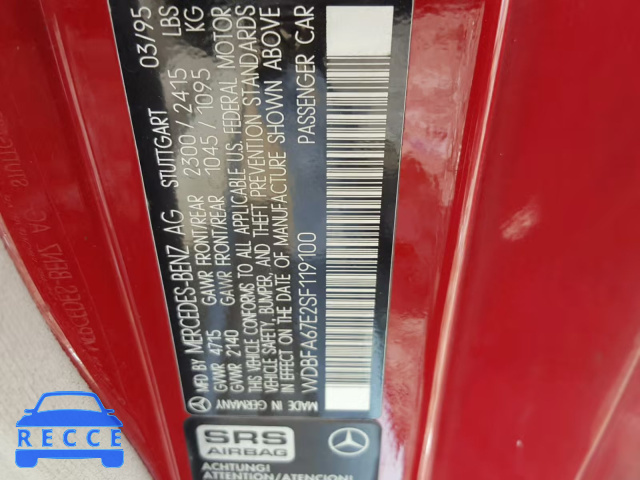 MERCEDES-BENZ AG STUTTGART 03/95
GVWR 4715 GAWR FRONT/REAR 2300 / 2415 LBS
GVWR 2140 GAWR FRONT/REAR 1045 / 1095 KG
THIS VEHICLE CONFORMS TO ALL APPLICABLE U.S. FEDERAL MOTOR
VEHICLE SAFETY, BUMPER, AND THEFT PREVENTION STANDARDS
IN EFFECT ON THE DATE OF MANUFACTURE SHOWN ABOVE
WDBFA67E2SF119100 PASSENGER CAR
MADE IN GERMANY
SRS
AIRBAG
ACHTUNG!
ATTENTION/ATENCION!
RECCE